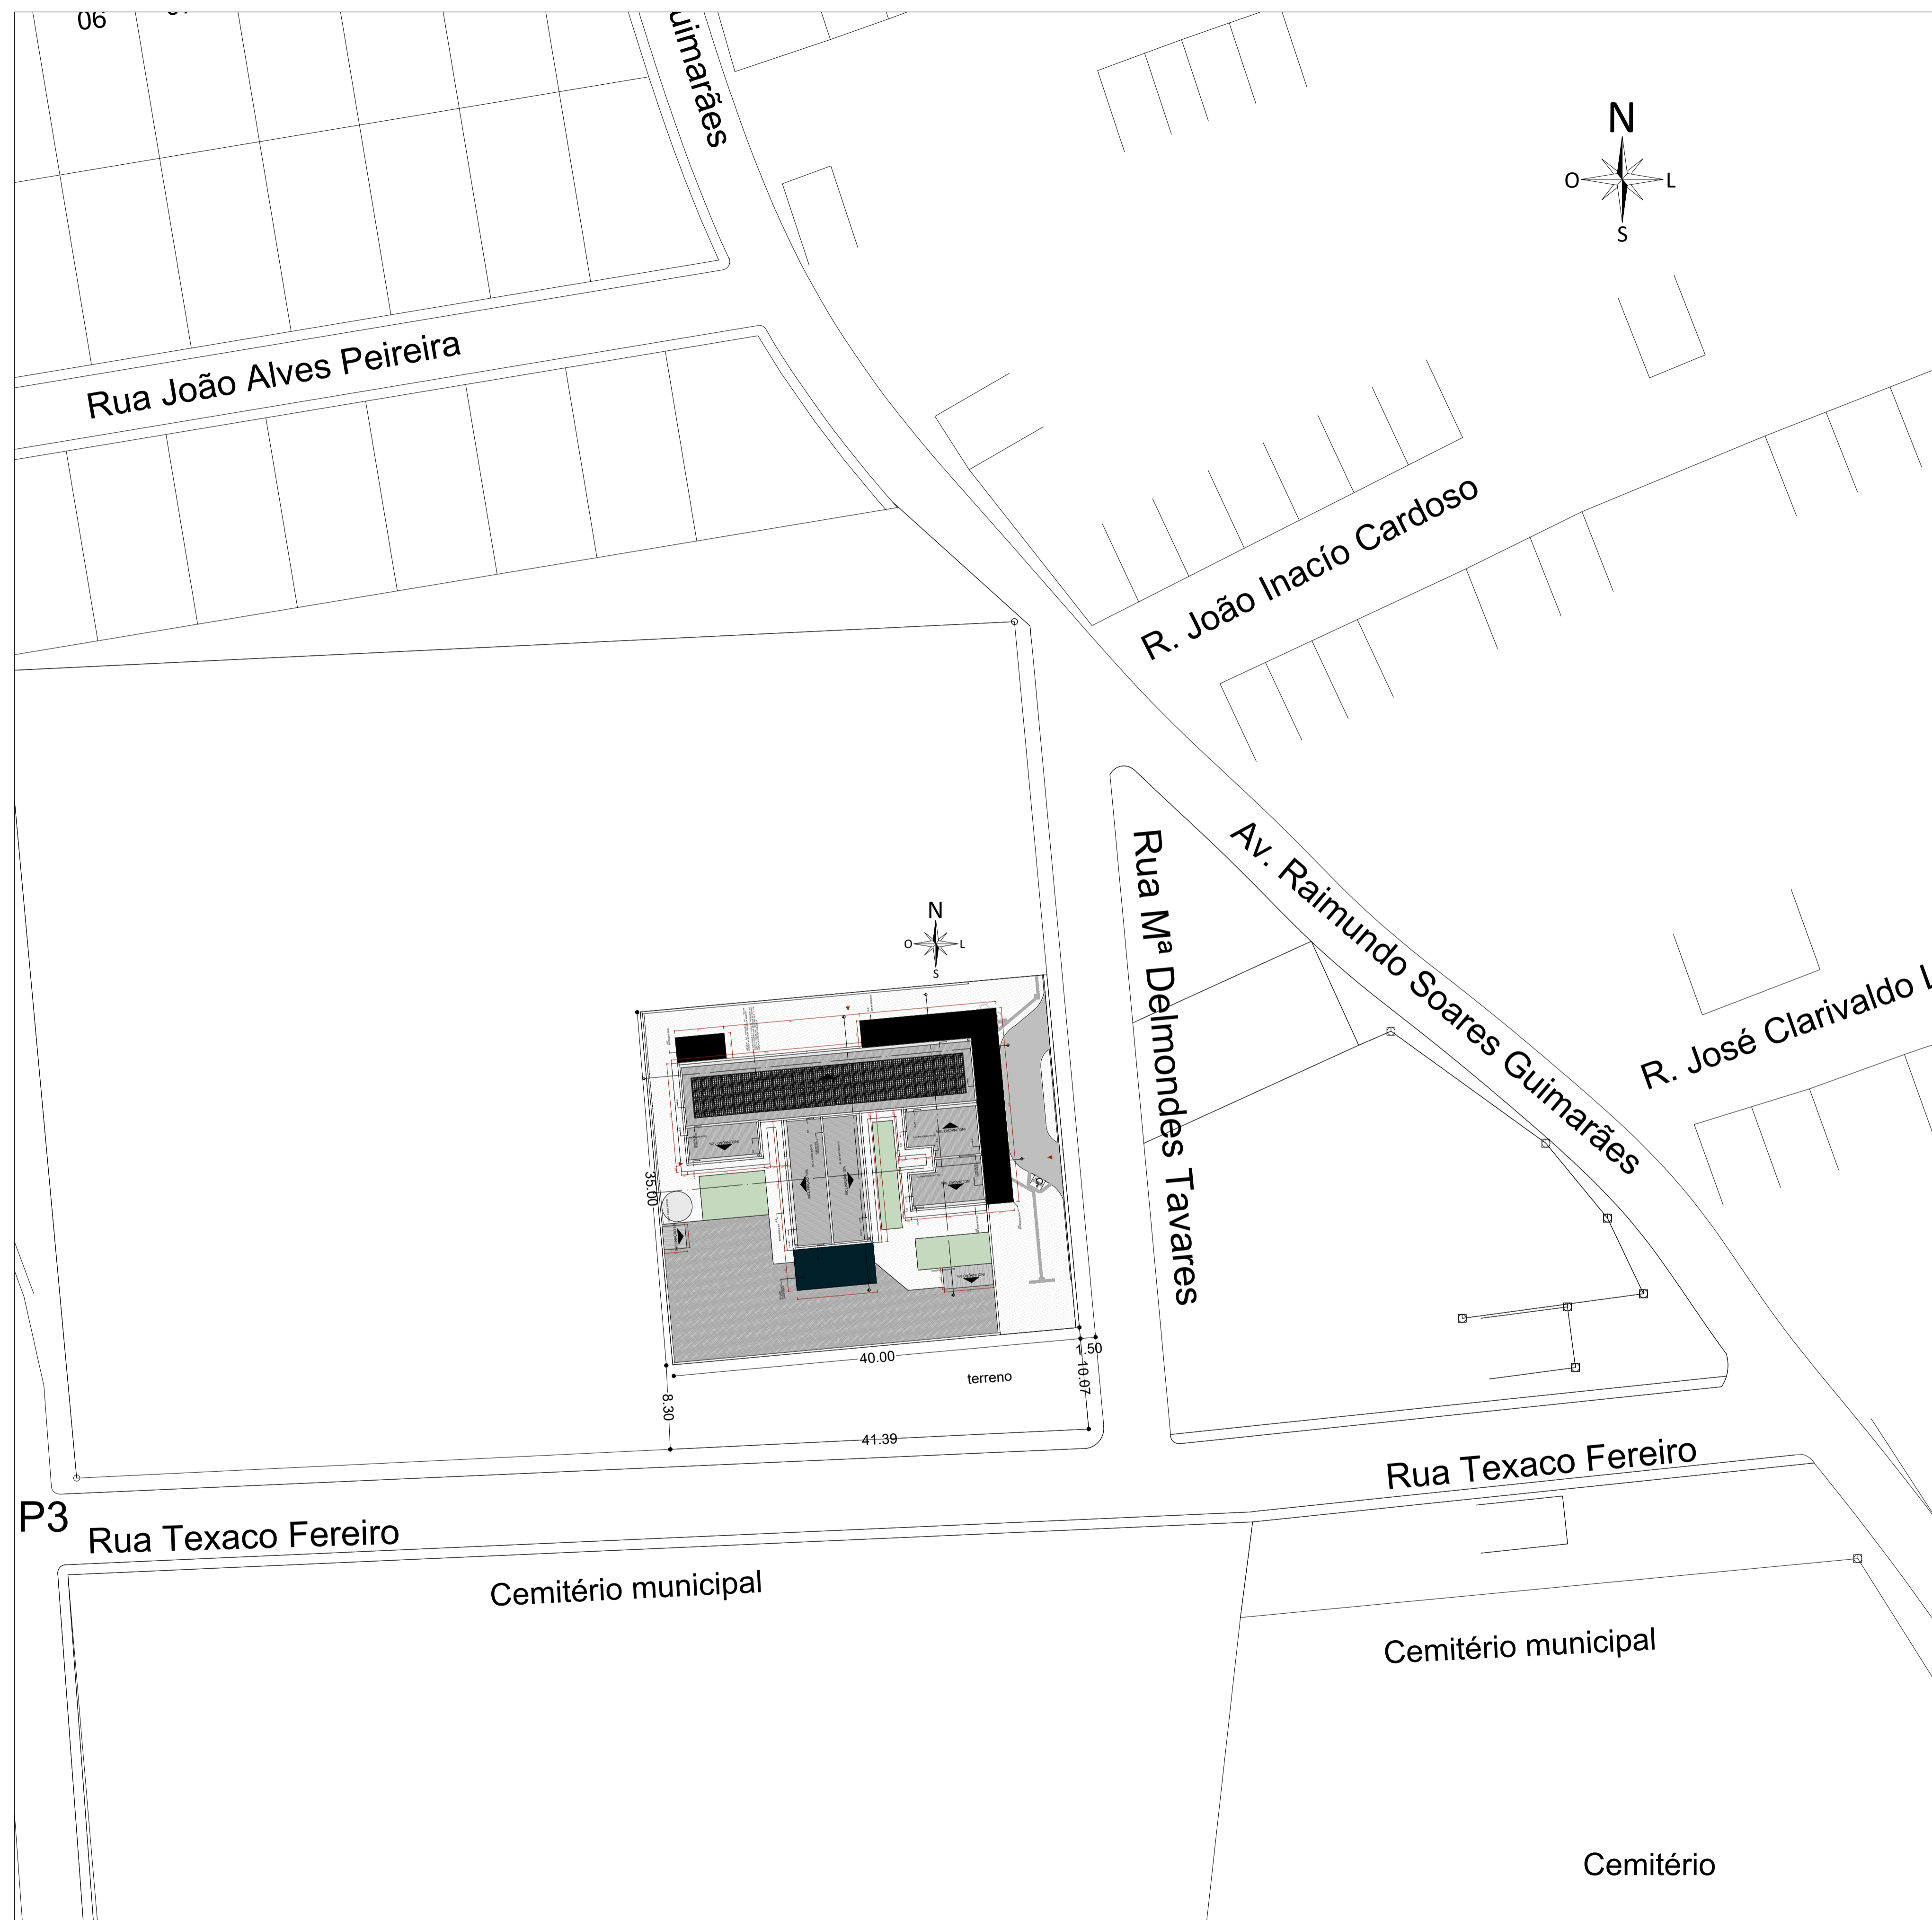 06
uimarães
N
O
L
S
Rua João Alves Peireira
R. João Inacío Cardoso
Av. Raimundo Soares Guimarães
Rua Mª Delmondes Tavares
R. José Clarivaldo L
N
O
L
S
35.00
40.00
1.50
terreno
10.07
8.30
41.39
Rua Texaco Fereiro
P3
Rua Texaco Fereiro
Cemitério municipal
Cemitério municipal
Cemitério